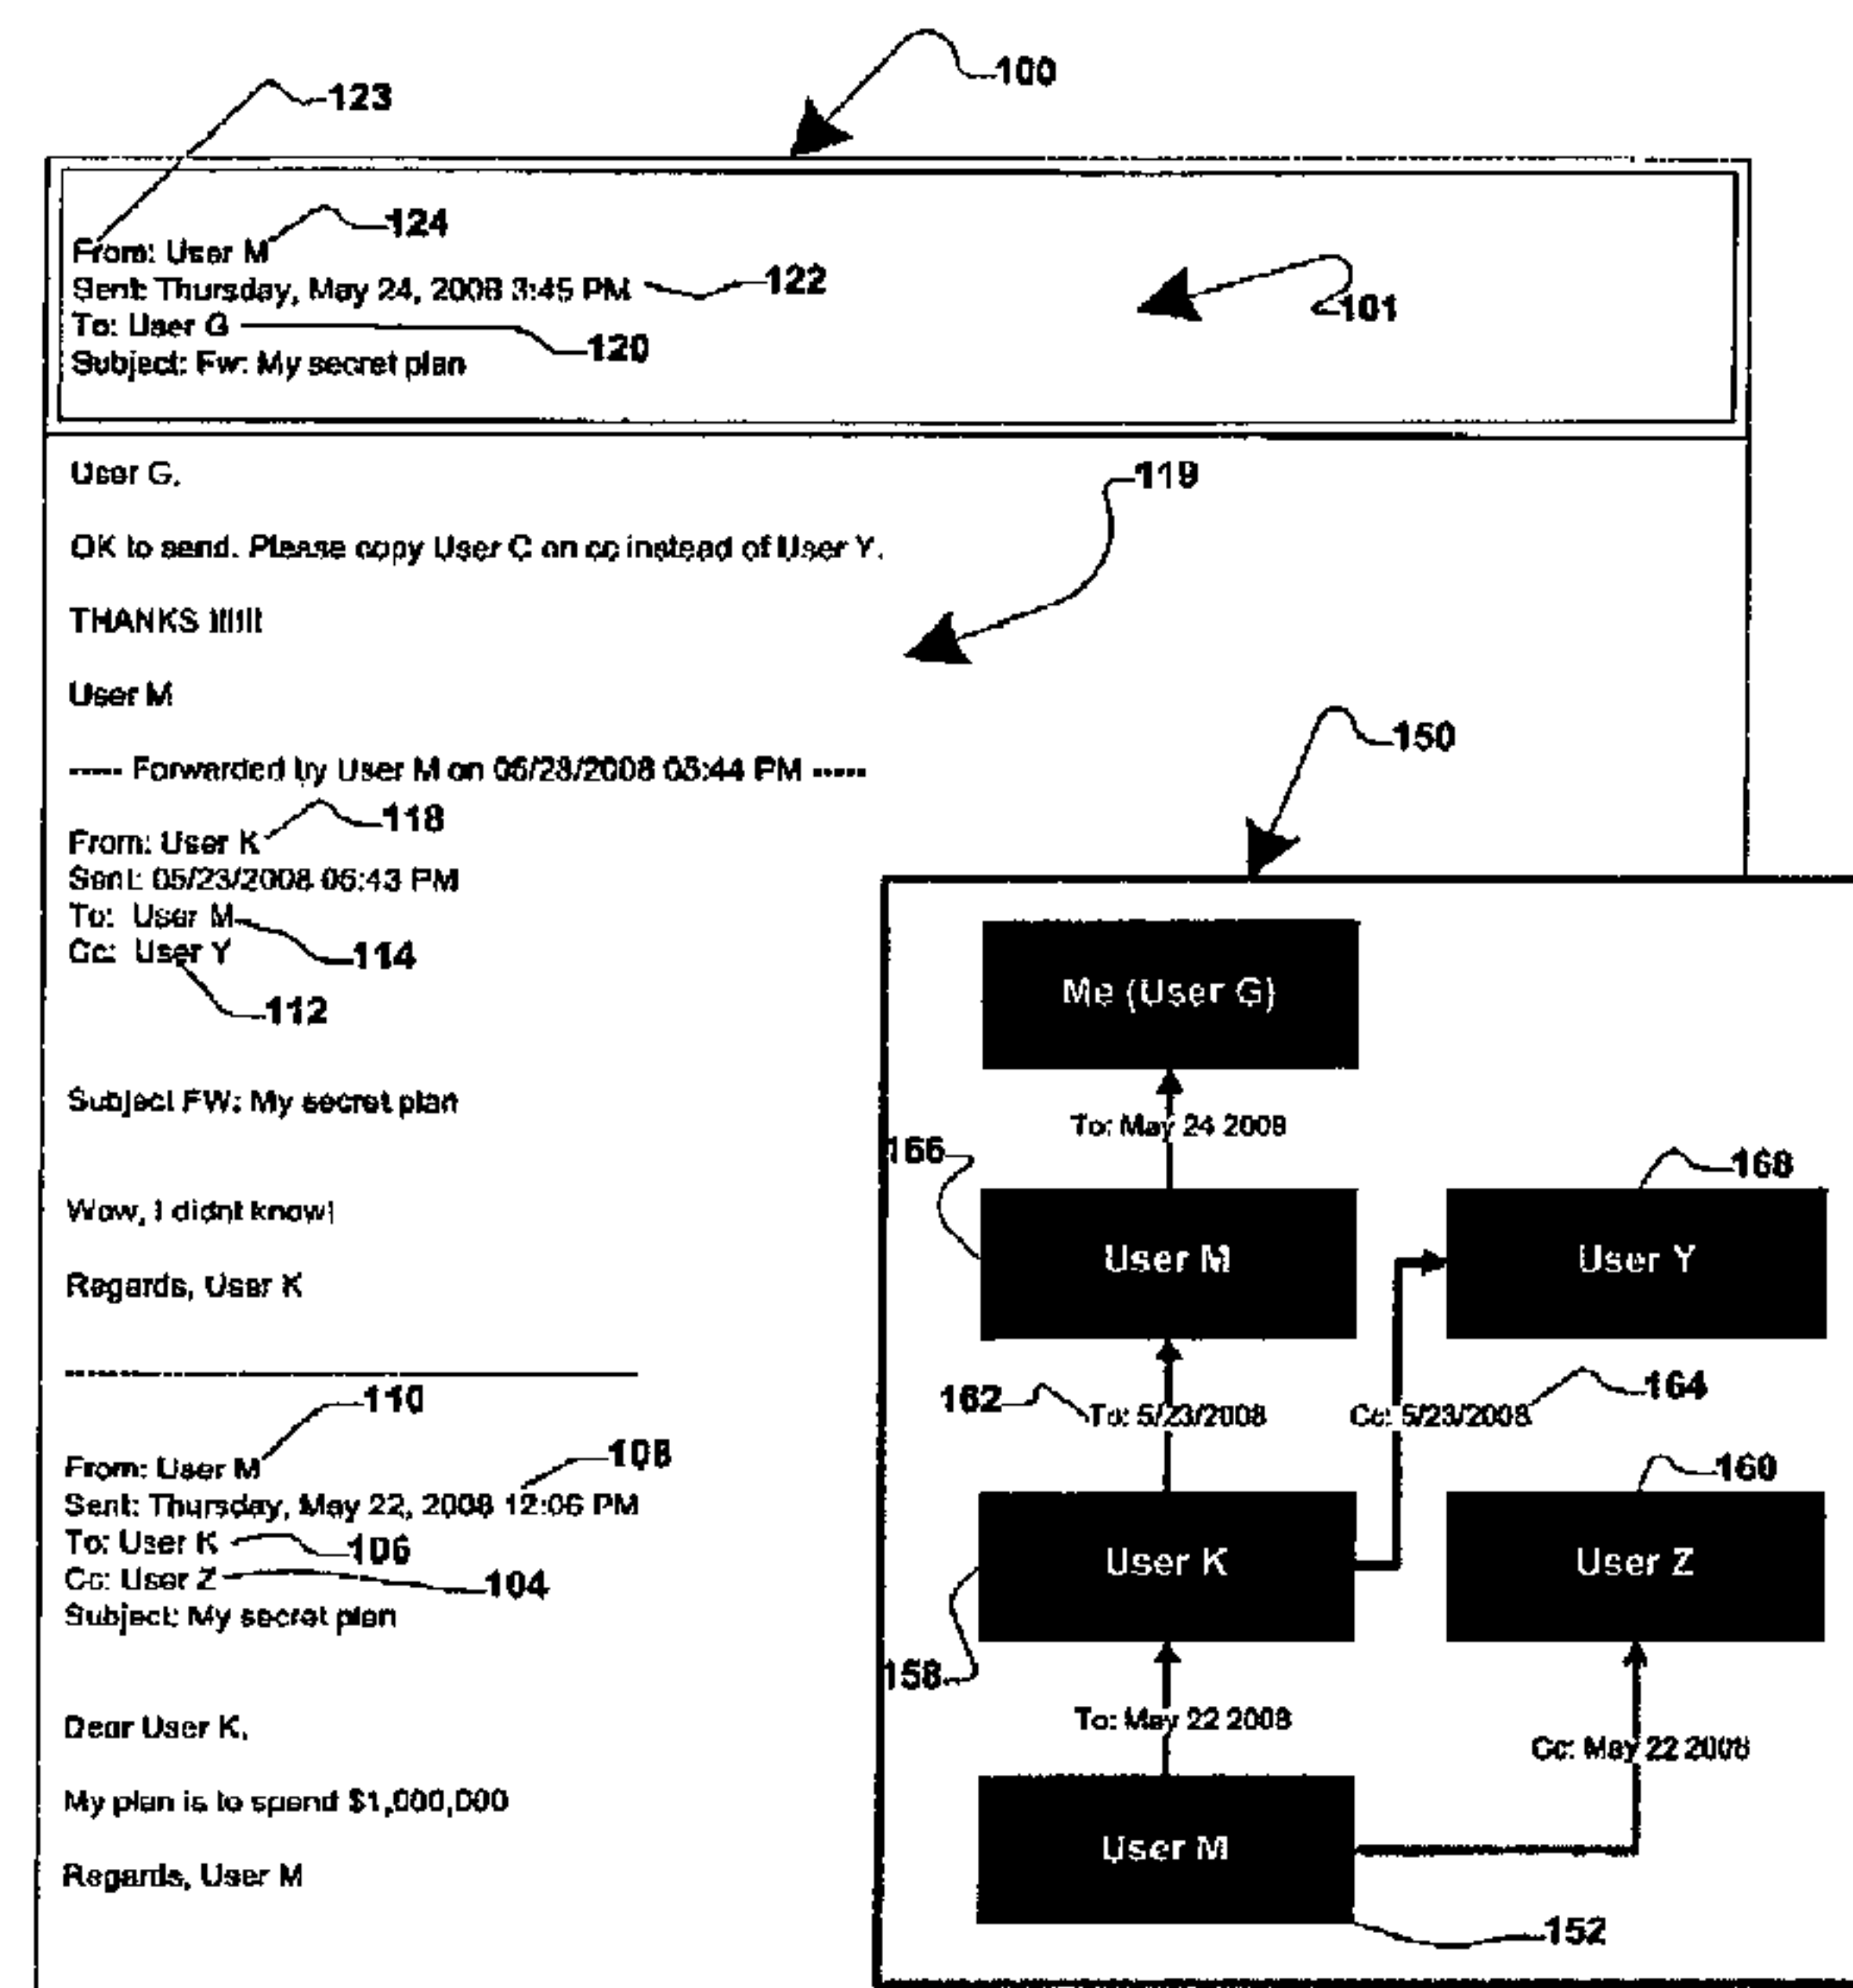 100
123
From: User M
124
Sent: Thursday, May 24, 2008 3:45 PM
122
To: User G
120
Subject: Fw: My secret plan
101
User G,
119
OK to send. Please copy User C on cc instead of User Y.
THANKS !!!!!!
User M
150
----- Forwarded by User M on 05/23/2008 05:44 PM -----
From: User K
118
Sent: 05/23/2008 05:43 PM
To: User M
114
Cc: User Y
112
Subject FW: My secret plan
Wow, I didnt know!
Regards, User K
110
From: User M
Sent: Thursday, May 22, 2008 12:06 PM
108
To: User K
106
Cc: User Z
104
Subject: My secret plan
Dear User K,
My plan is to spend $1,000,000
Regards, User M
Me (User G)
To: May 24 2008
166
168
User M
User Y
162
164
To: 5/23/2008
Cc: 5/23/2008
160
User K
User Z
158
To: May 22 2008
Cc: May 22 2008
User M
152